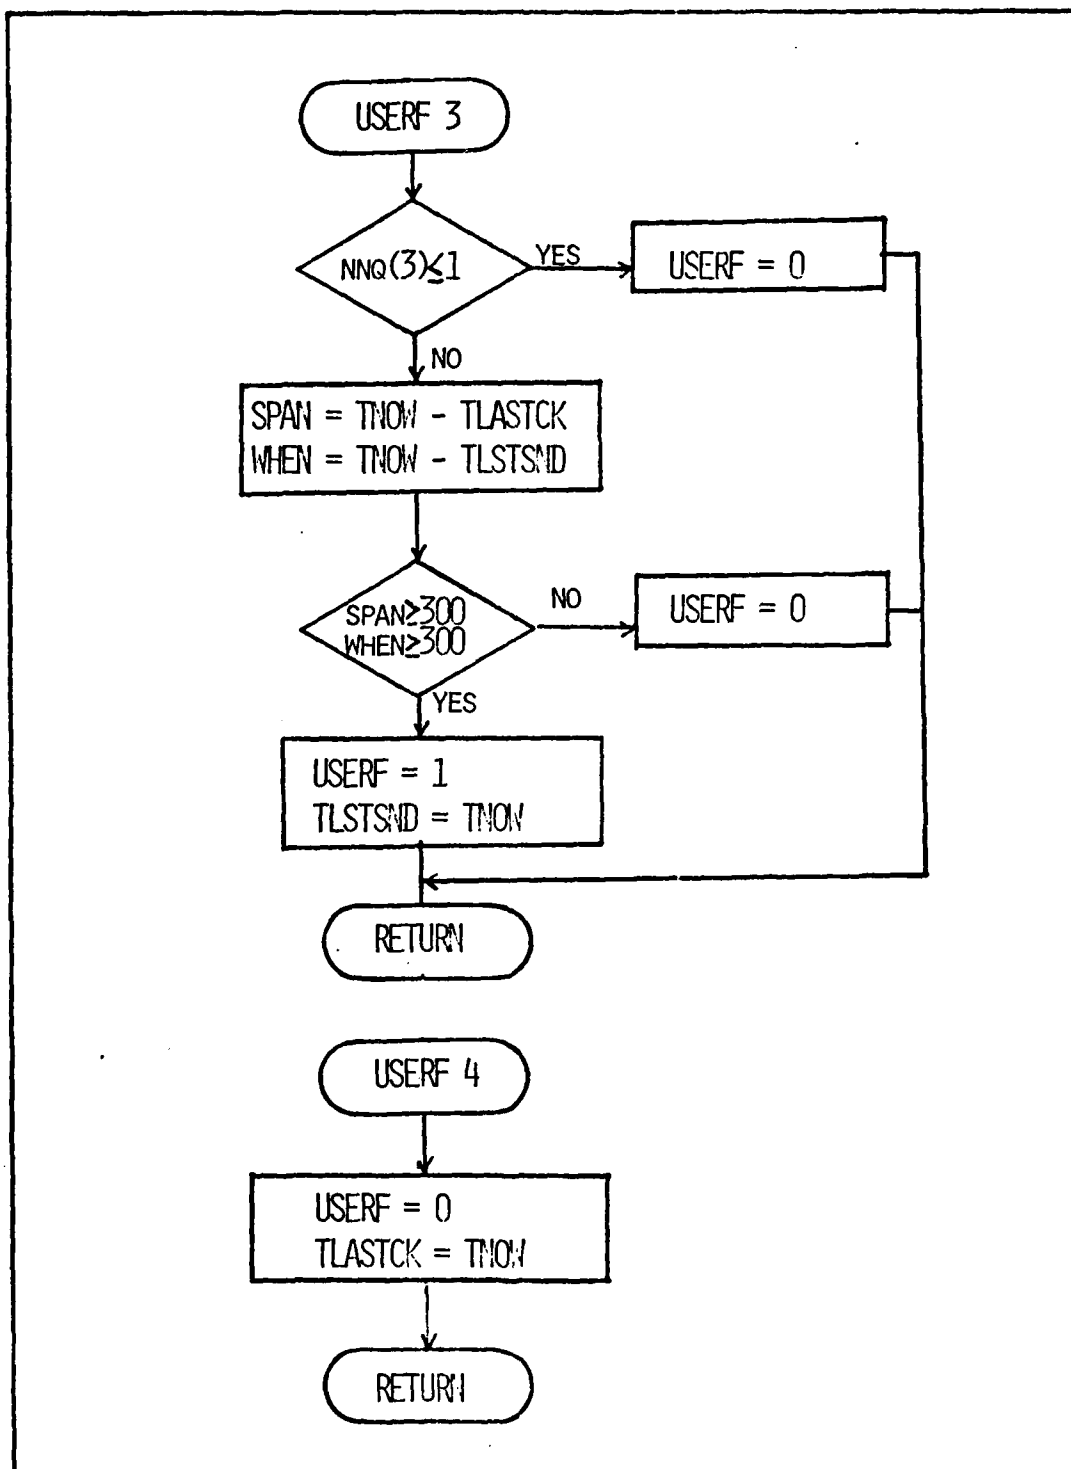 USERF 3
NNQ(3)≤1
YES
USERF = 0
NO
SPAN = TNOW - TLASTCK
WHEN = TNOW - TLSTSND
SPAN≥300
WHEN≥300
NO
USERF = 0
YES
USERF = 1
TLSTSND = TNOW
RETURN
USERF 4
USERF = 0
TLASTCK = TNOW
RETURN